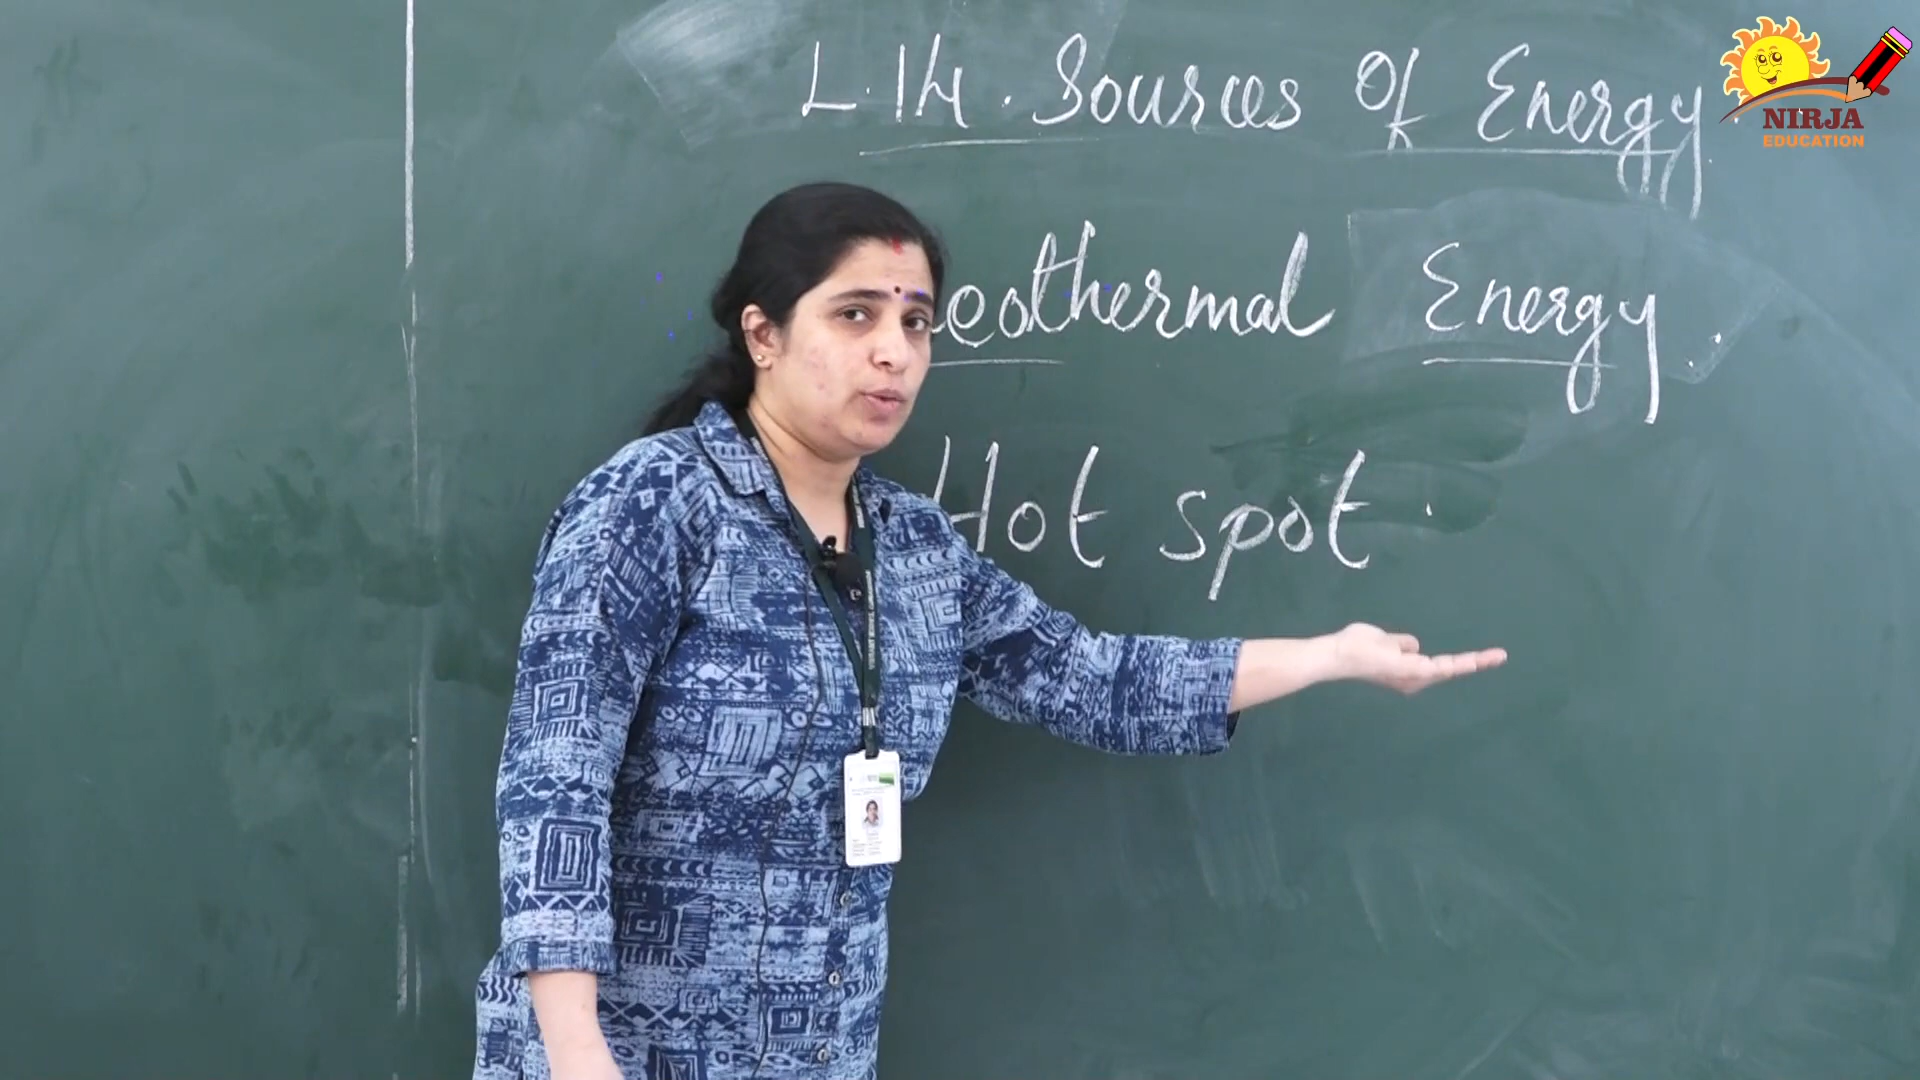 L.14. Sources Of Energy.
NIRJA
EDUCATION
eothermal Energy.
Hot spot.